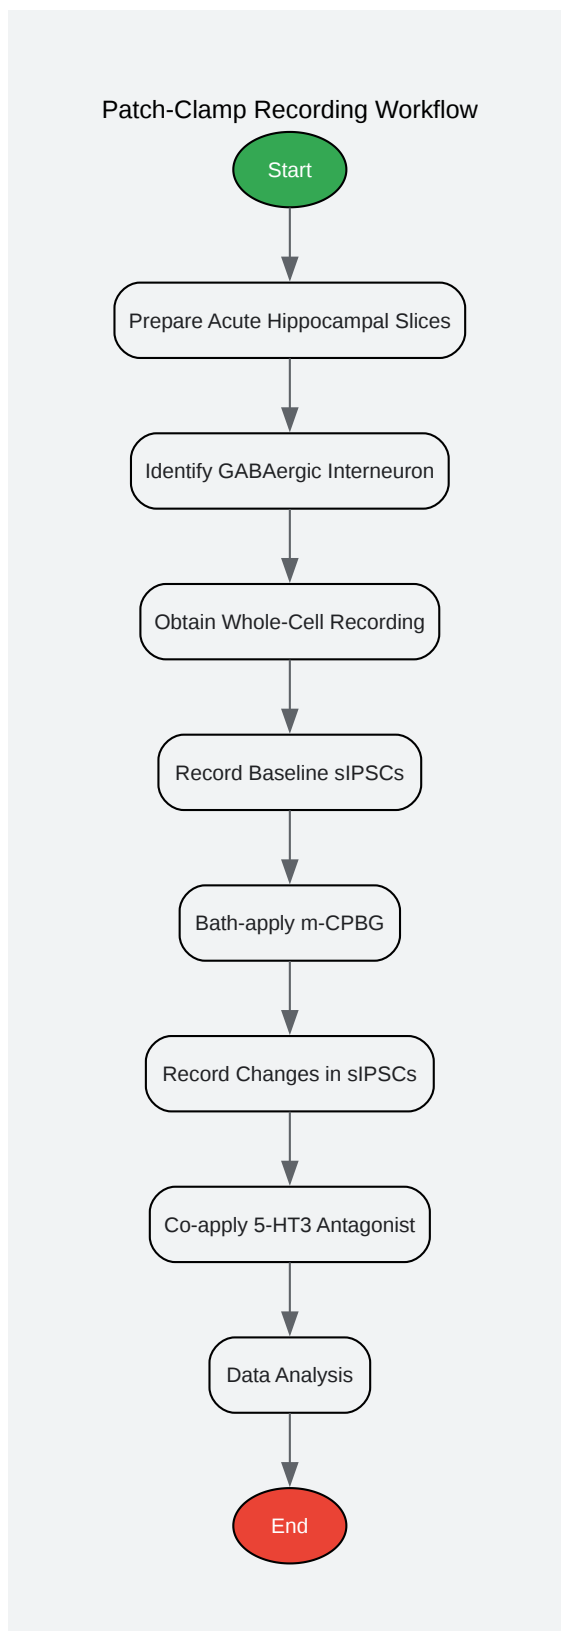 Patch-Clamp Recording Workflow
Start
Prepare Acute Hippocampal Slices
Identify GABAergic Interneuron
Obtain Whole-Cell Recording
Record Baseline sIPSCs
Bath-apply m-CPBG
Record Changes in sIPSCs
Co-apply 5-HT3 Antagonist
Data Analysis
End